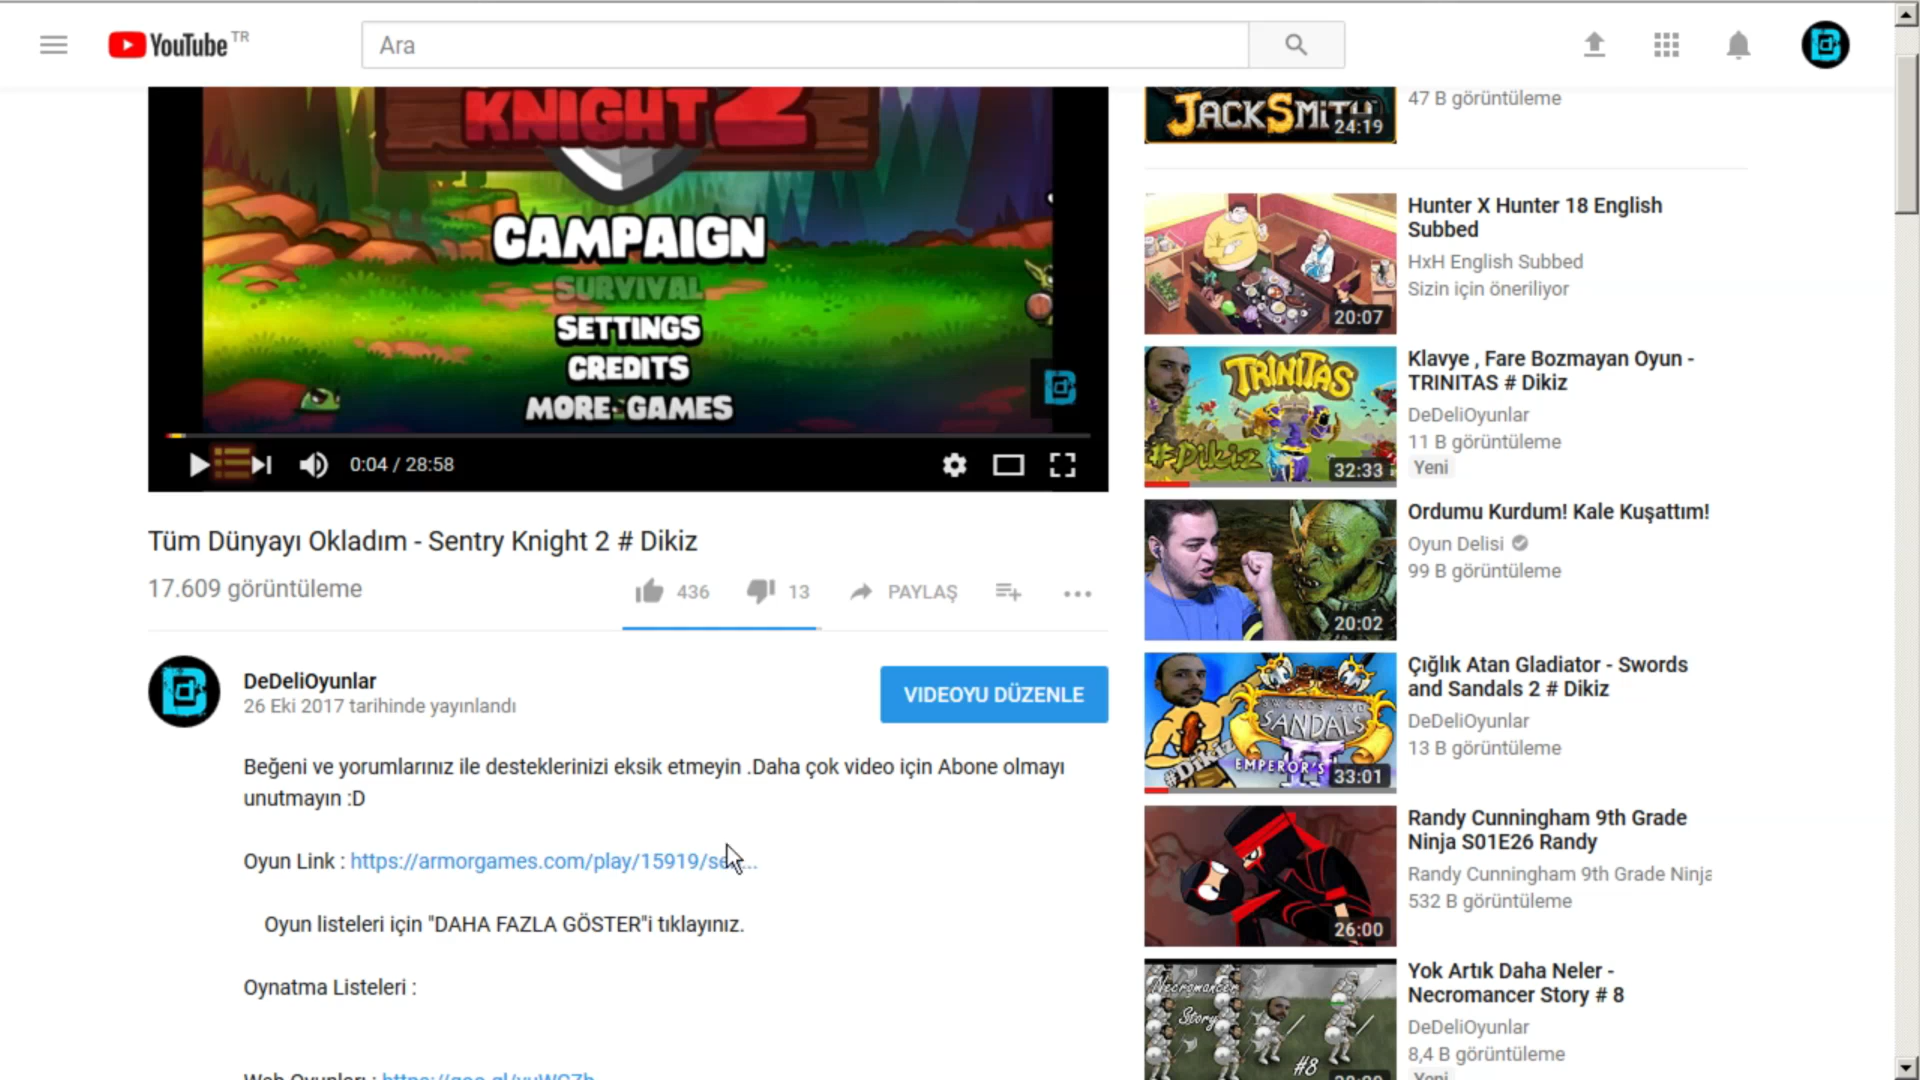 YouTube TR
Ara
KNIGHT 2
CAMPAIGN
SURVIVAL
SETTINGS
CREDITS
MORE GAMES
0:04 / 28:58
Tüm Dünyayı Okladım - Sentry Knight 2 # Dikiz
17.609 görüntüleme
436
13
PAYLAŞ
DeDeliOyunlar
26 Eki 2017 tarihinde yayınlandı
VIDEOYU DÜZENLE
Beğeni ve yorumlarınız ile desteklerinizi eksik etmeyin .Daha çok video için Abone olmayı
unutmayın :D
Oyun Link : https://armorgames.com/play/15919/se...
Oyun listeleri için "DAHA FAZLA GÖSTER"i tıklayınız.
Oynatma Listeleri :
JACKSMITH
24:19
47 B görüntüleme
20:07
Hunter X Hunter 18 English
Subbed
HxH English Subbed
Sizin için öneriliyor
TRINITAS
#Dikiz
32:33
Klavye , Fare Bozmayan Oyun -
TRINITAS # Dikiz
DeDeliOyunlar
11 B görüntüleme
Yeni
20:02
Ordumu Kurdum! Kale Kuşattım!
Oyun Delisi
99 B görüntüleme
SWORDS AND
SANDALS
II
EMPEROR'S
#Dikiz
33:01
Çığlık Atan Gladiator - Swords
and Sandals 2 # Dikiz
DeDeliOyunlar
13 B görüntüleme
26:00
Randy Cunningham 9th Grade
Ninja S01E26 Randy
Randy Cunningham 9th Grade Ninja
532 B görüntüleme
Necromancer
Story
#8
Yok Artık Daha Neler -
Necromancer Story # 8
DeDeliOyunlar
8,4 B görüntüleme
Yeni